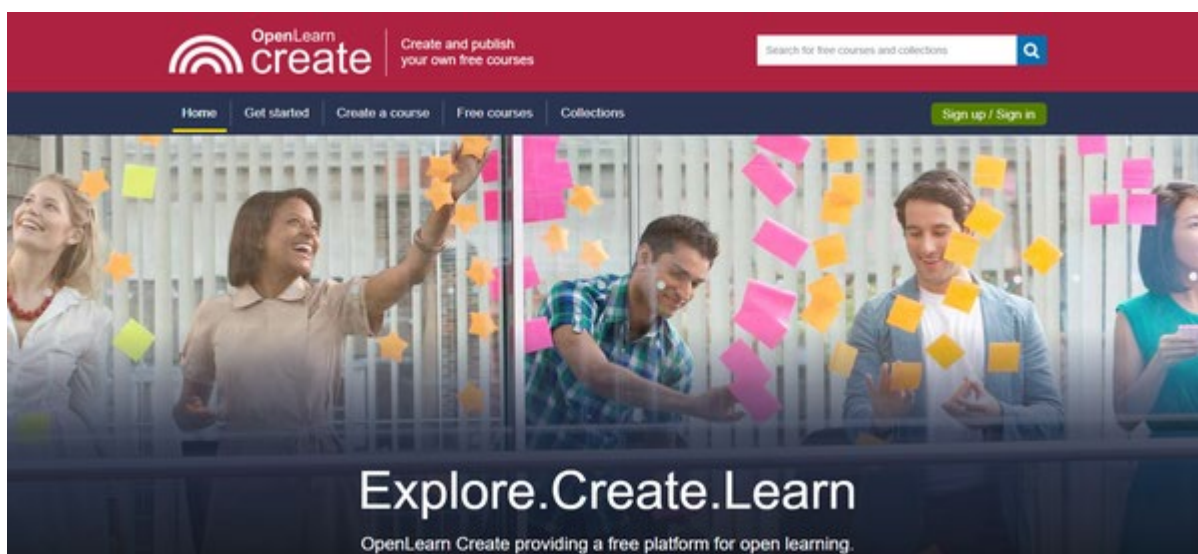 OpenLearn
create
Create and publish
your own free courses
Search for free courses and collections
Home Get started Create a course Free courses Collections
Sign up / Sign in
Explore.Create.Learn
OpenLearn Create providing a free platform for open learning.